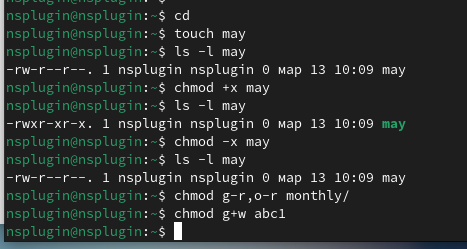 nsplugin@nsplugin:~$ cd
nsplugin@nsplugin:~$ touch may
nsplugin@nsplugin:~$ ls -l may
-rw-r--r--. 1 nsplugin nsplugin 0 мар 13 10:09 may
nsplugin@nsplugin:~$ chmod +x may
nsplugin@nsplugin:~$ ls -l may
-rwxr-xr-x. 1 nsplugin nsplugin 0 мар 13 10:09 may
nsplugin@nsplugin:~$ chmod -x may
nsplugin@nsplugin:~$ ls -l may
-rw-r--r--. 1 nsplugin nsplugin 0 мар 13 10:09 may
nsplugin@nsplugin:~$ chmod g-r,o-r monthly/
nsplugin@nsplugin:~$ chmod g+w abc1
nsplugin@nsplugin:~$